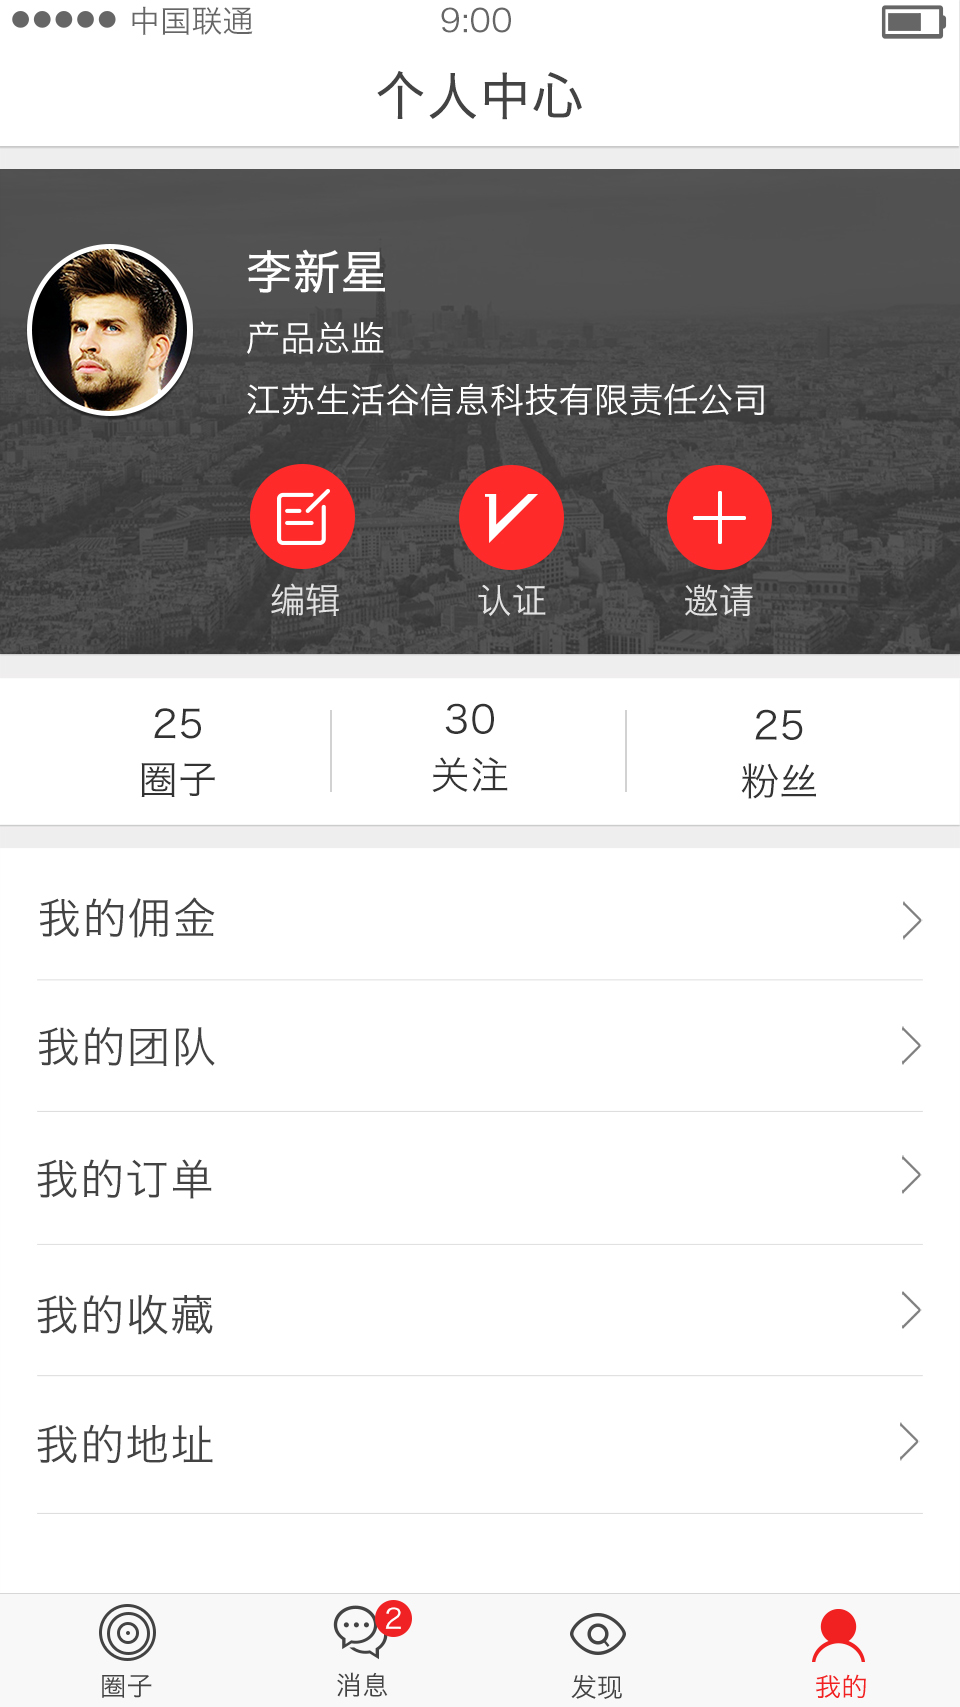 中国联通 9:00
个人中心
李新星
产品总监
江苏生活谷信息科技有限责任公司
编辑 认证 邀请
25 30 25
圈子 关注 粉丝
我的佣金
我的团队
我的订单
我的收藏
我的地址
2
圈子 消息 发现 我的